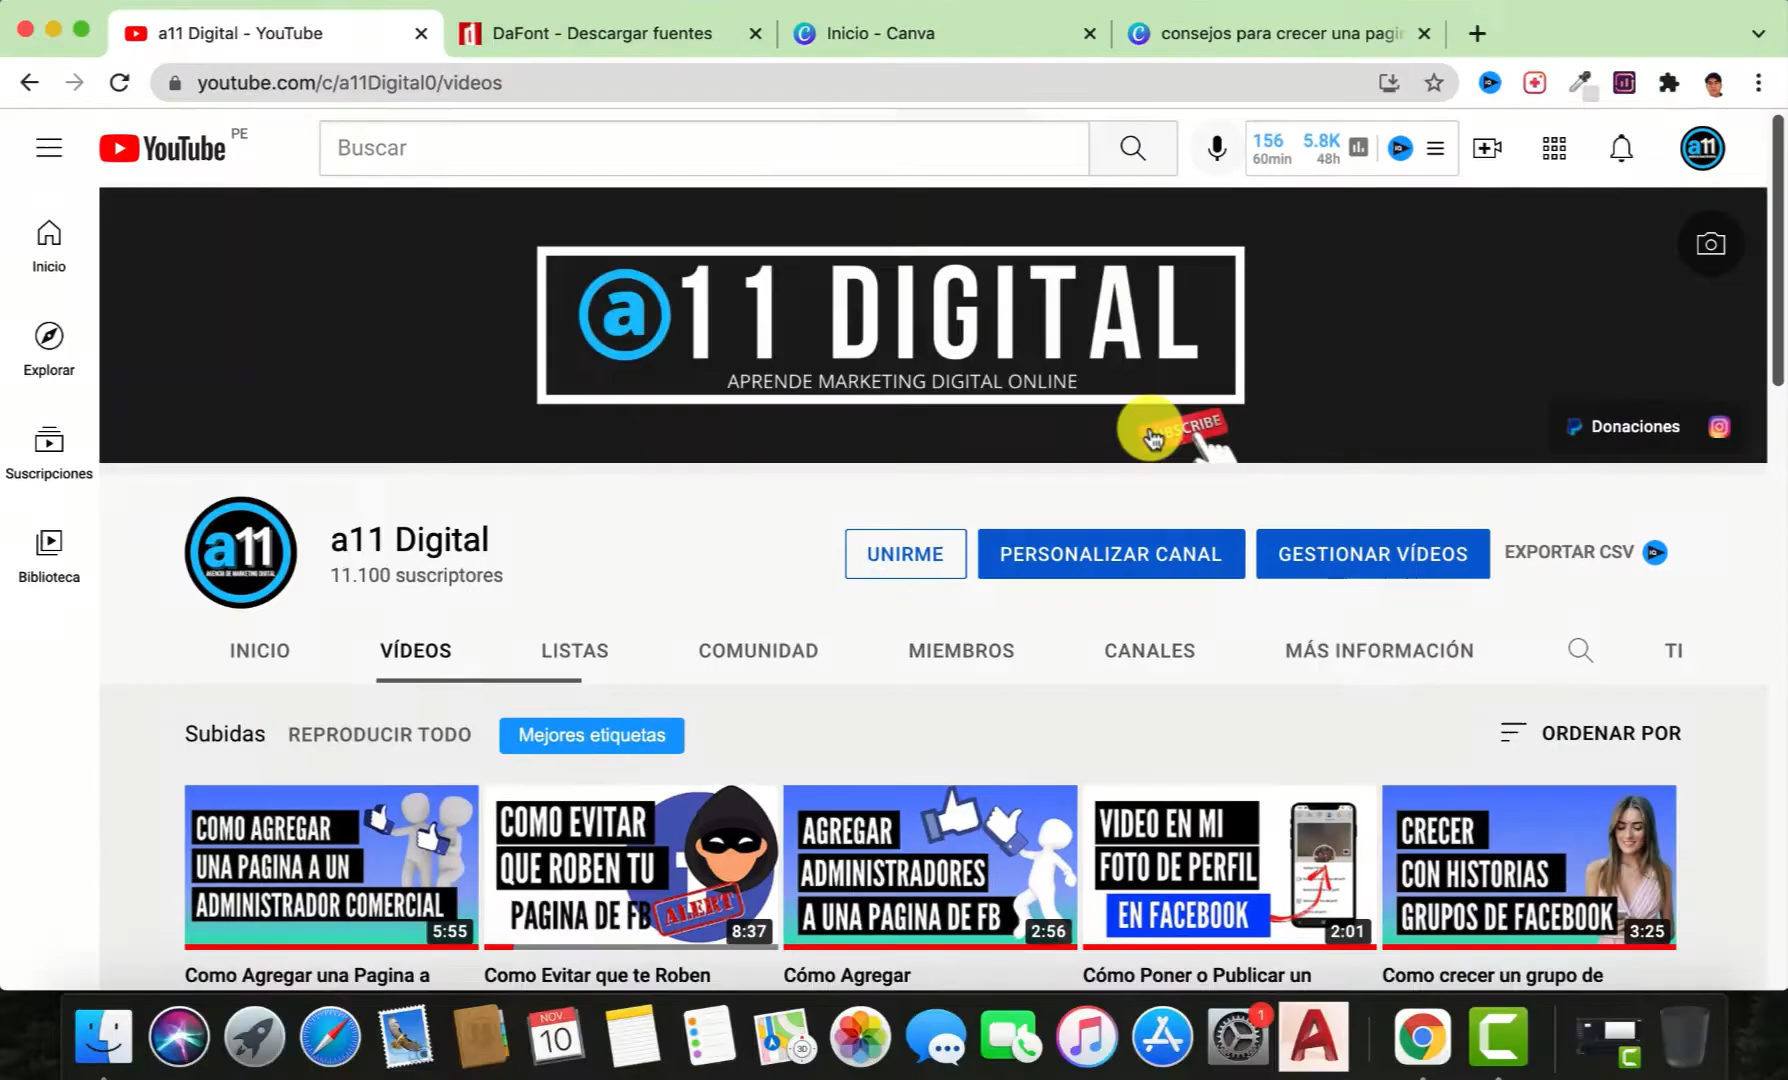 a11 Digital - YouTube
DaFont - Descargar fuentes
Inicio - Canva
consejos para crecer una pagin
youtube.com/c/a11Digital0/videos
YouTube PE
Buscar
156 5.8K
60min 48h
Inicio
Explorar
Suscripciones
Biblioteca
@11 DIGITAL
APRENDE MARKETING DIGITAL ONLINE
Donaciones
a11
a11 Digital
11.100 suscriptores
UNIRME
PERSONALIZAR CANAL
GESTIONAR VÍDEOS
EXPORTAR CSV
INICIO
VÍDEOS
LISTAS
COMUNIDAD
MIEMBROS
CANALES
MÁS INFORMACIÓN
TI
Subidas
REPRODUCIR TODO
Mejores etiquetas
ORDENAR POR
COMO AGREGAR
UNA PAGINA A UN
ADMINISTRADOR COMERCIAL
5:55
COMO EVITAR
QUE ROBEN TU
PAGINA DE FB
ALERT
8:37
AGREGAR
ADMINISTRADORES
A UNA PAGINA DE FB
2:56
VIDEO EN MI
FOTO DE PERFIL
EN FACEBOOK
2:01
CRECER
CON HISTORIAS
GRUPOS DE FACEBOOK
3:25
Como Agregar una Pagina a
Como Evitar que te Roben
Cómo Agregar
Cómo Poner o Publicar un
Como crecer un grupo de
NOV.
10
3D
1